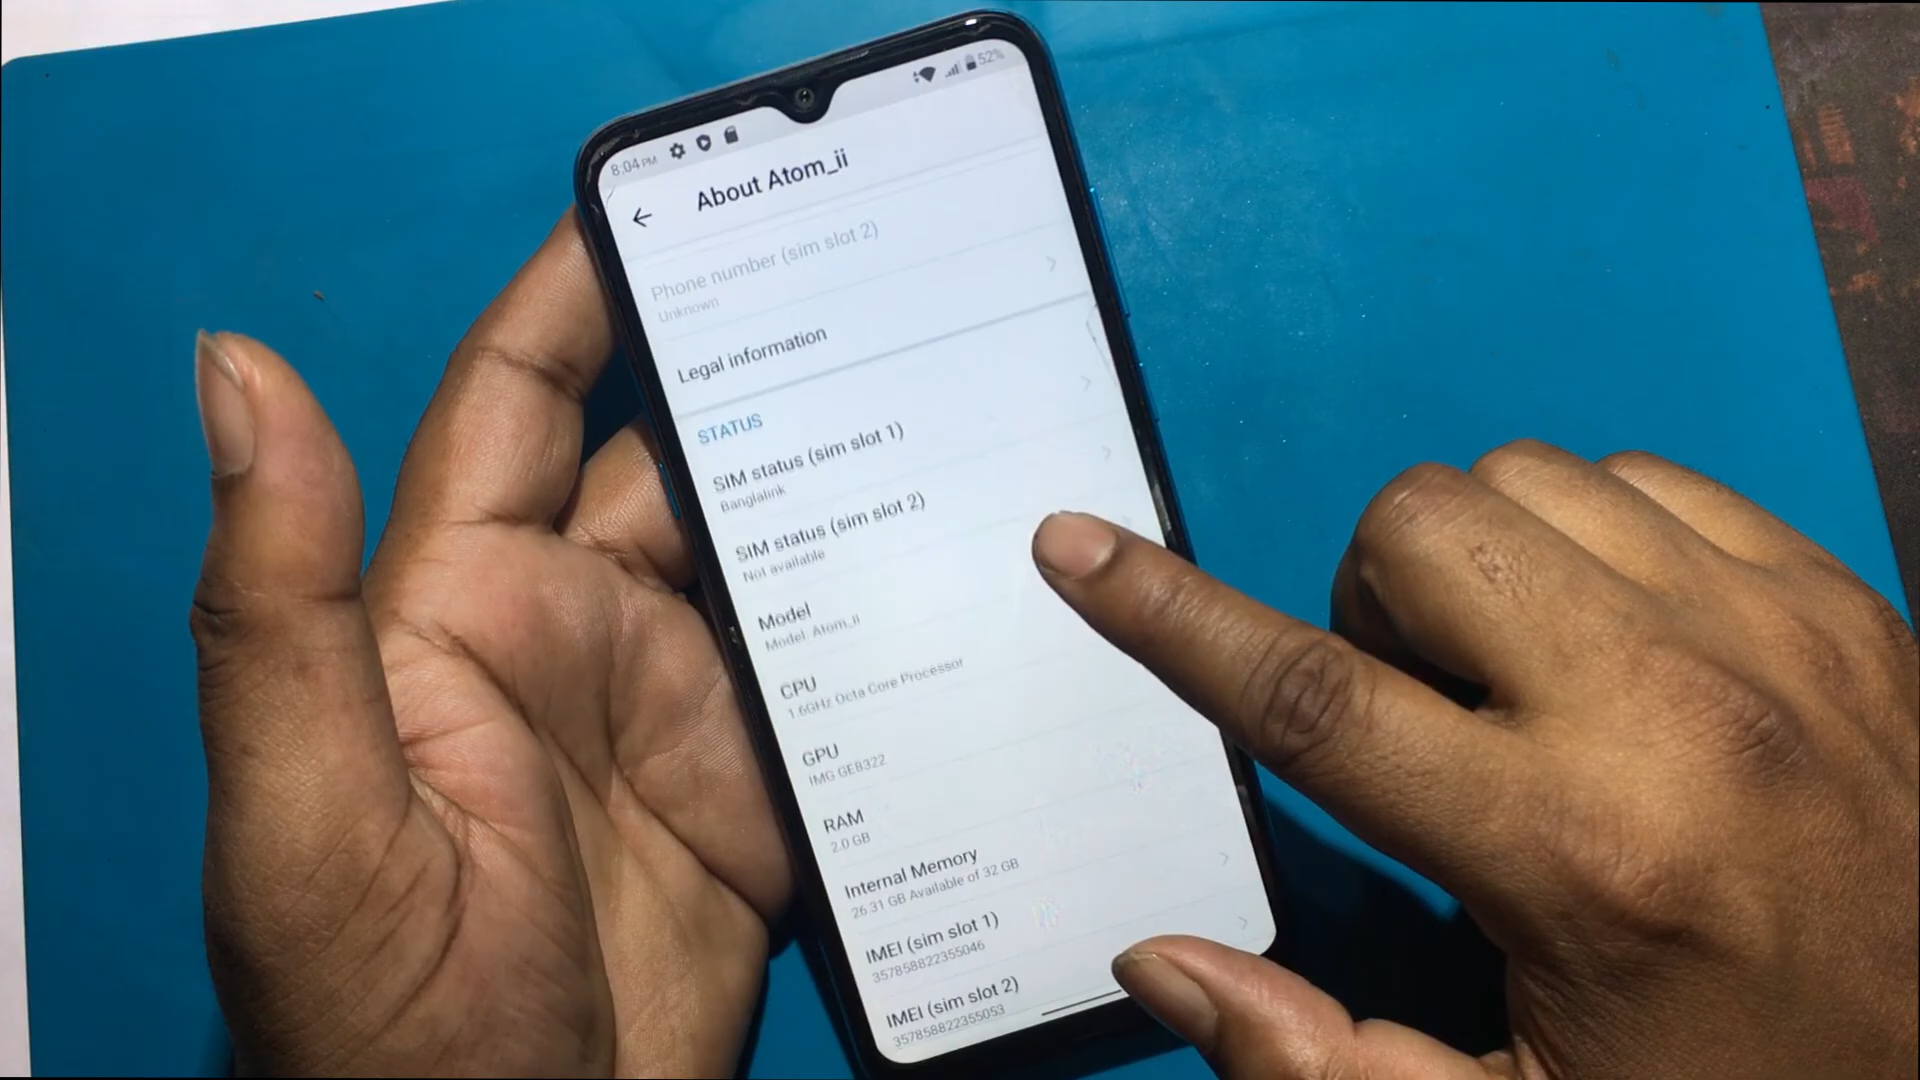 8:04 PM
52%
About Atom_ii
Phone number (sim slot 2)
Unknown
Legal information
STATUS
SIM status (sim slot 1)
Banglalink
SIM status (sim slot 2)
Not available
Model
Model: Atom_ii
CPU
1.6GHz Octa Core Processor
GPU
IMG GE8322
RAM
2.0 GB
Internal Memory
26.31 GB Available of 32 GB
IMEI (sim slot 1)
357858822355046
IMEI (sim slot 2)
357858822355053